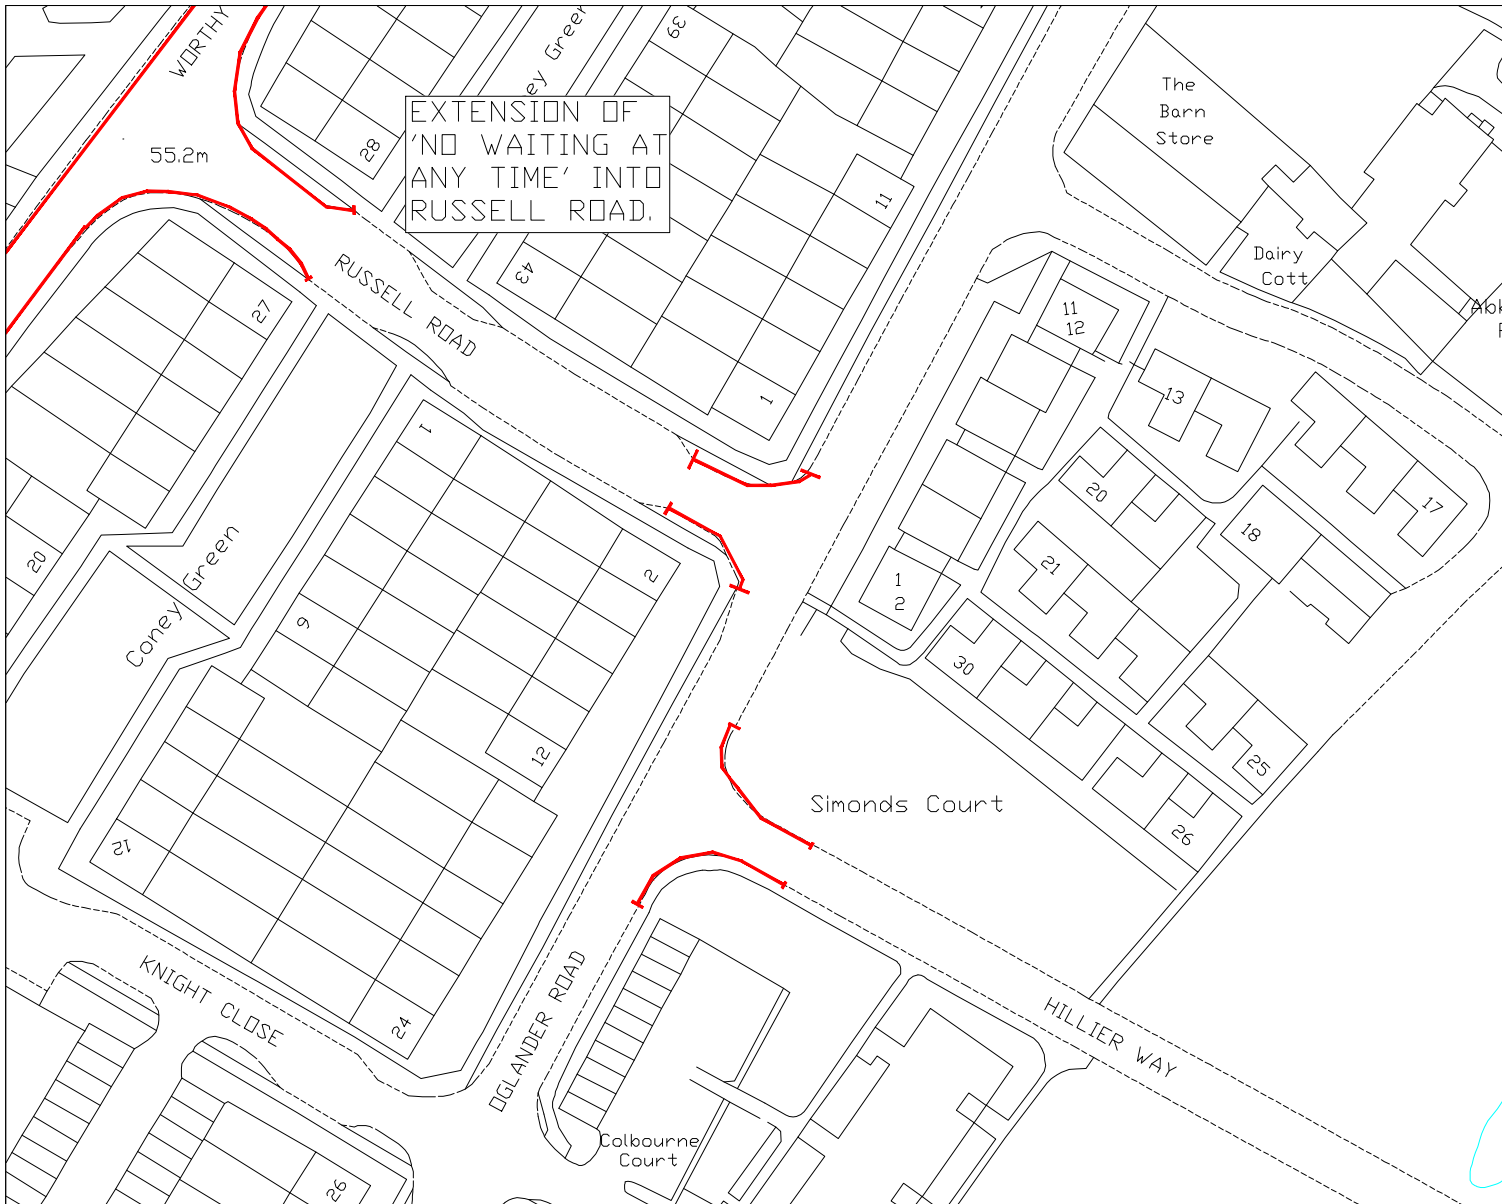 WORTHY
ey Green
39
The
Barn
Store
EXTENSION OF
'NO WAITING AT
ANY TIME' INTO
RUSSELL ROAD.
55.2m
28
11
Dairy
Cott
RUSSELL ROAD
43
27
11
12
13
1
1
17
20
18
21
20
Coney Green
2
1
2
9
30
12
25
Simonds Court
26
12
KNIGHT CLOSE
24
OGLANDER ROAD
HILLIER WAY
Colbourne
Court
26